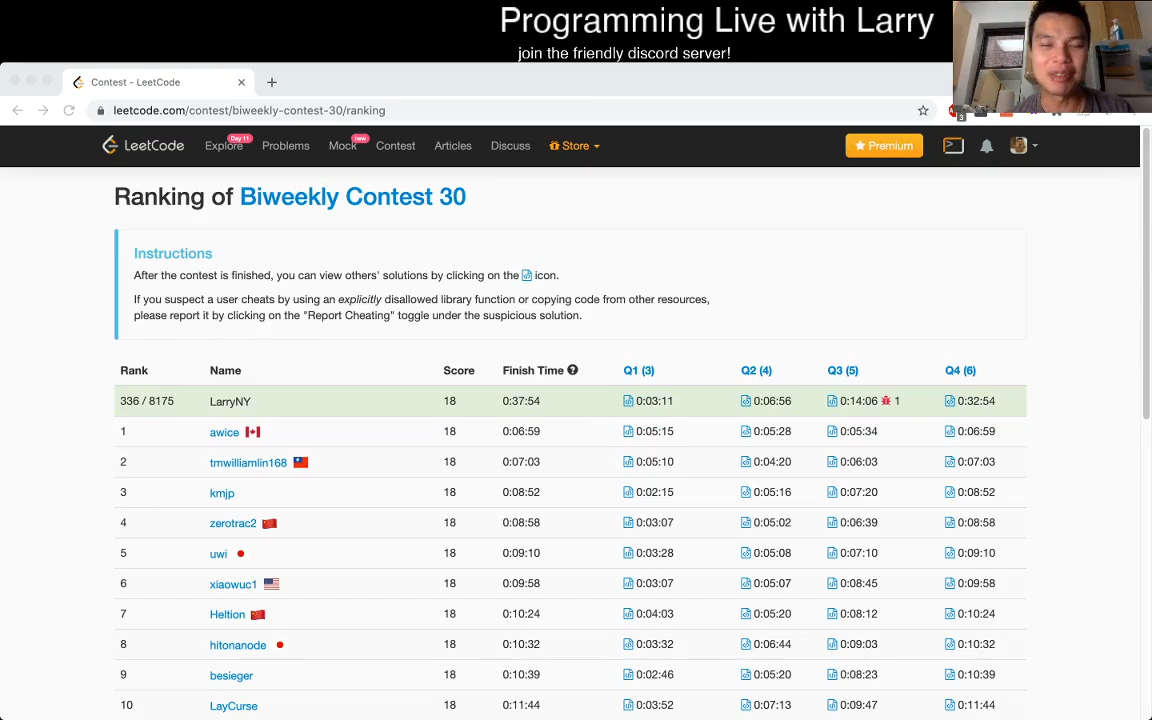 Programming Live with Larry
join the friendly discord server!
Contest - LeetCode
leetcode.com/contest/biweekly-contest-30/ranking
3
LeetCode Explore Day 11 Problems Mock new Contest Articles Discuss Store Premium
Ranking of Biweekly Contest 30
Instructions
After the contest is finished, you can view others' solutions by clicking on the icon.
If you suspect a user cheats by using an explicitly disallowed library function or copying code from other resources,
please report it by clicking on the "Report Cheating" toggle under the suspicious solution.
Rank Name Score Finish Time Q1 (3) Q2 (4) Q3 (5) Q4 (6)
336 / 8175 LarryNY 18 0:37:54 0:03:11 0:06:56 0:14:06 1 0:32:54
1 awice 18 0:06:59 0:05:15 0:05:28 0:05:34 0:06:59
2 tmwilliamlin168 18 0:07:03 0:05:10 0:04:20 0:06:03 0:07:03
3 kmjp 18 0:08:52 0:02:15 0:05:16 0:07:20 0:08:52
4 zerotrac2 18 0:08:58 0:03:07 0:05:02 0:06:39 0:08:58
5 uwi 18 0:09:10 0:03:28 0:05:08 0:07:10 0:09:10
6 xiaowuc1 18 0:09:58 0:03:07 0:05:07 0:08:45 0:09:58
7 Heltion 18 0:10:24 0:04:03 0:05:20 0:08:12 0:10:24
8 hitonanode 18 0:10:32 0:03:32 0:06:44 0:09:03 0:10:32
9 besieger 18 0:10:39 0:02:46 0:05:20 0:08:23 0:10:39
10 LayCurse 18 0:11:44 0:03:52 0:07:13 0:09:47 0:11:44